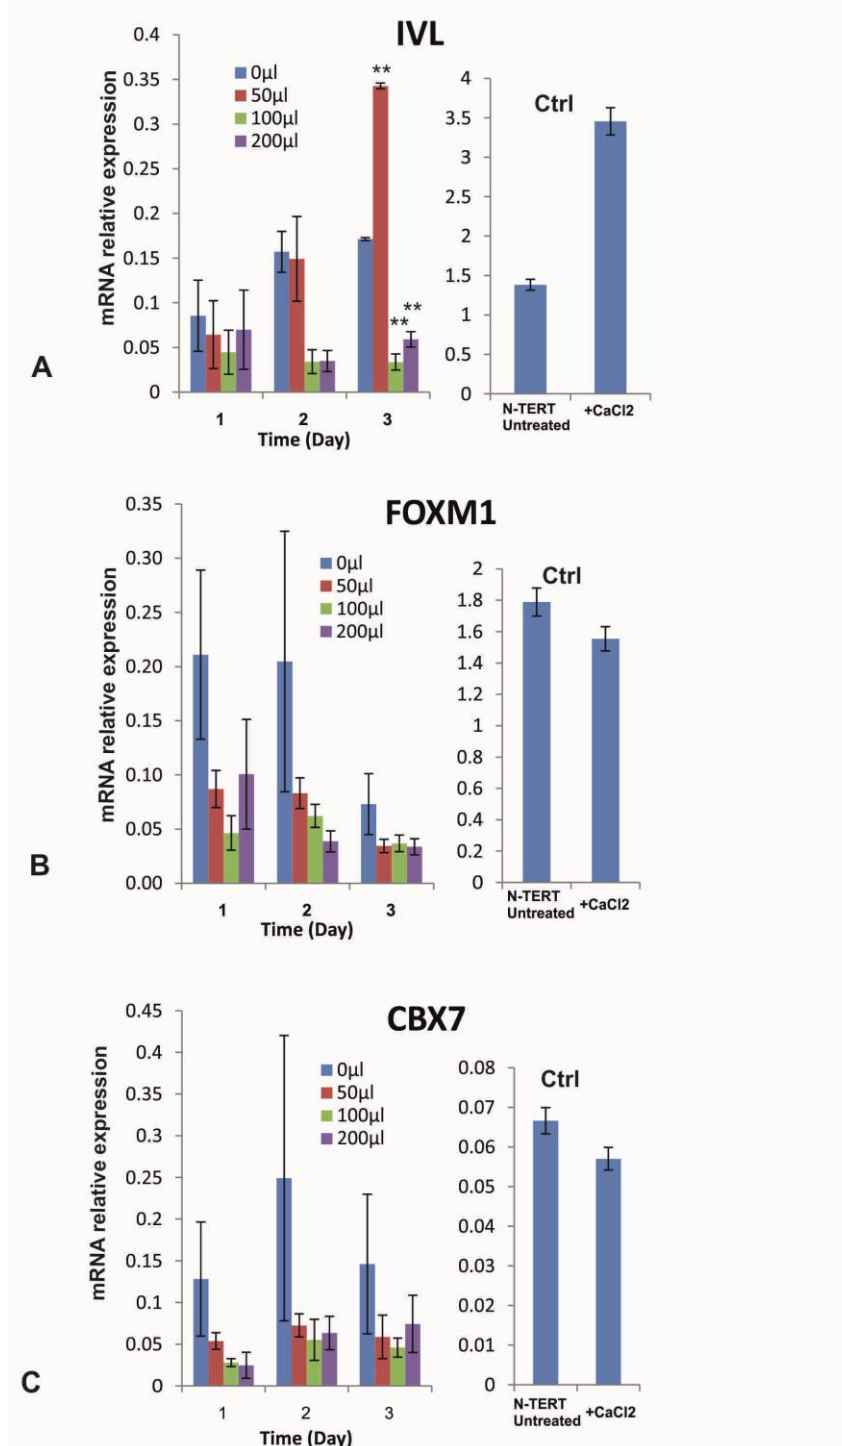 IVL
mRNA relative expression
0.4
0.35
0.3
0.25
0.2
0.15
0.1
0.05
0
0µl
50µl
100µl
200µl
**
**
**
1 2 3
Time (Day)
A
Ctrl
4
3.5
3
2.5
2
1.5
1
0.5
0
N-TERT
Untreated
+CaCl2
FOXM1
mRNA relative expression
0.35
0.30
0.25
0.20
0.15
0.10
0.05
0.00
0µl
50µl
100µl
200µl
1 2 3
Time (Day)
B
Ctrl
2
1.8
1.6
1.4
1.2
1
0.8
0.6
0.4
0.2
0
N-TERT
Untreated
+CaCl2
CBX7
mRNA relative expression
0.45
0.4
0.35
0.3
0.25
0.2
0.15
0.1
0.05
0
0µl
50µl
100µl
200µl
1 2 3
Time (Day)
C
Ctrl
0.08
0.07
0.06
0.05
0.04
0.03
0.02
0.01
0
N-TERT
Untreated
+CaCl2